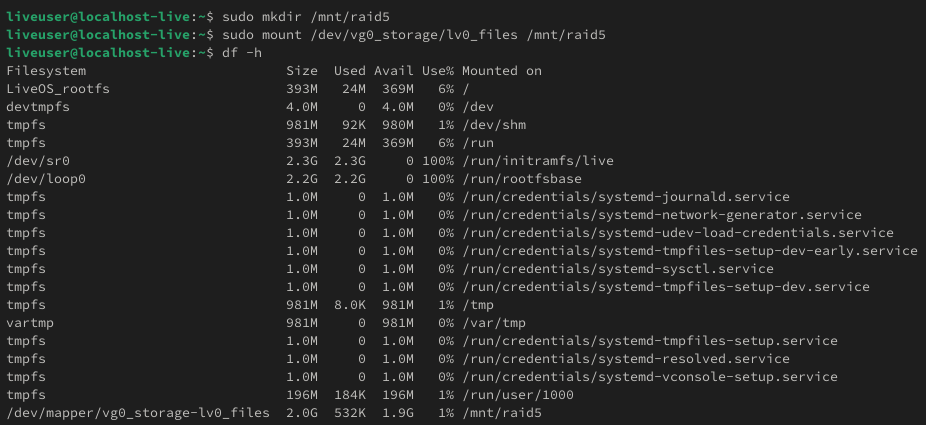 liveuser@localhost-live:~$ sudo mkdir /mnt/raid5
liveuser@localhost-live:~$ sudo mount /dev/vg0_storage/lv0_files /mnt/raid5
liveuser@localhost-live:~$ df -h
Filesystem                         Size  Used Avail Use% Mounted on
LiveOS_rootfs                      393M   24M  369M   6% /
devtmpfs                           4.0M     0  4.0M   0% /dev
tmpfs                              981M   92K  980M   1% /dev/shm
tmpfs                              393M   24M  369M   6% /run
/dev/sr0                           2.3G  2.3G     0 100% /run/initramfs/live
/dev/loop0                         2.2G  2.2G     0 100% /run/rootfsbase
tmpfs                              1.0M     0  1.0M   0% /run/credentials/systemd-journald.service
tmpfs                              1.0M     0  1.0M   0% /run/credentials/systemd-network-generator.service
tmpfs                              1.0M     0  1.0M   0% /run/credentials/systemd-udev-load-credentials.service
tmpfs                              1.0M     0  1.0M   0% /run/credentials/systemd-tmpfiles-setup-dev-early.service
tmpfs                              1.0M     0  1.0M   0% /run/credentials/systemd-sysctl.service
tmpfs                              1.0M     0  1.0M   0% /run/credentials/systemd-tmpfiles-setup-dev.service
tmpfs                              981M  8.0K  981M   1% /tmp
vartmp                             981M     0  981M   0% /var/tmp
tmpfs                              1.0M     0  1.0M   0% /run/credentials/systemd-tmpfiles-setup.service
tmpfs                              1.0M     0  1.0M   0% /run/credentials/systemd-resolved.service
tmpfs                              1.0M     0  1.0M   0% /run/credentials/systemd-vconsole-setup.service
tmpfs                              196M  184K  196M   1% /run/user/1000
/dev/mapper/vg0_storage-lv0_files  2.0G  532K  1.9G   1% /mnt/raid5